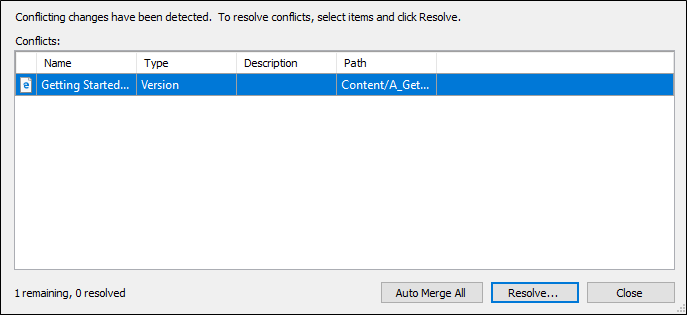 Conflicting changes have been detected.  To resolve conflicts, select items and click Resolve.
Conflicts:
Name Type Description Path
Getting Started... Version Content/A_Get...
1 remaining, 0 resolved Auto Merge All Resolve... Close